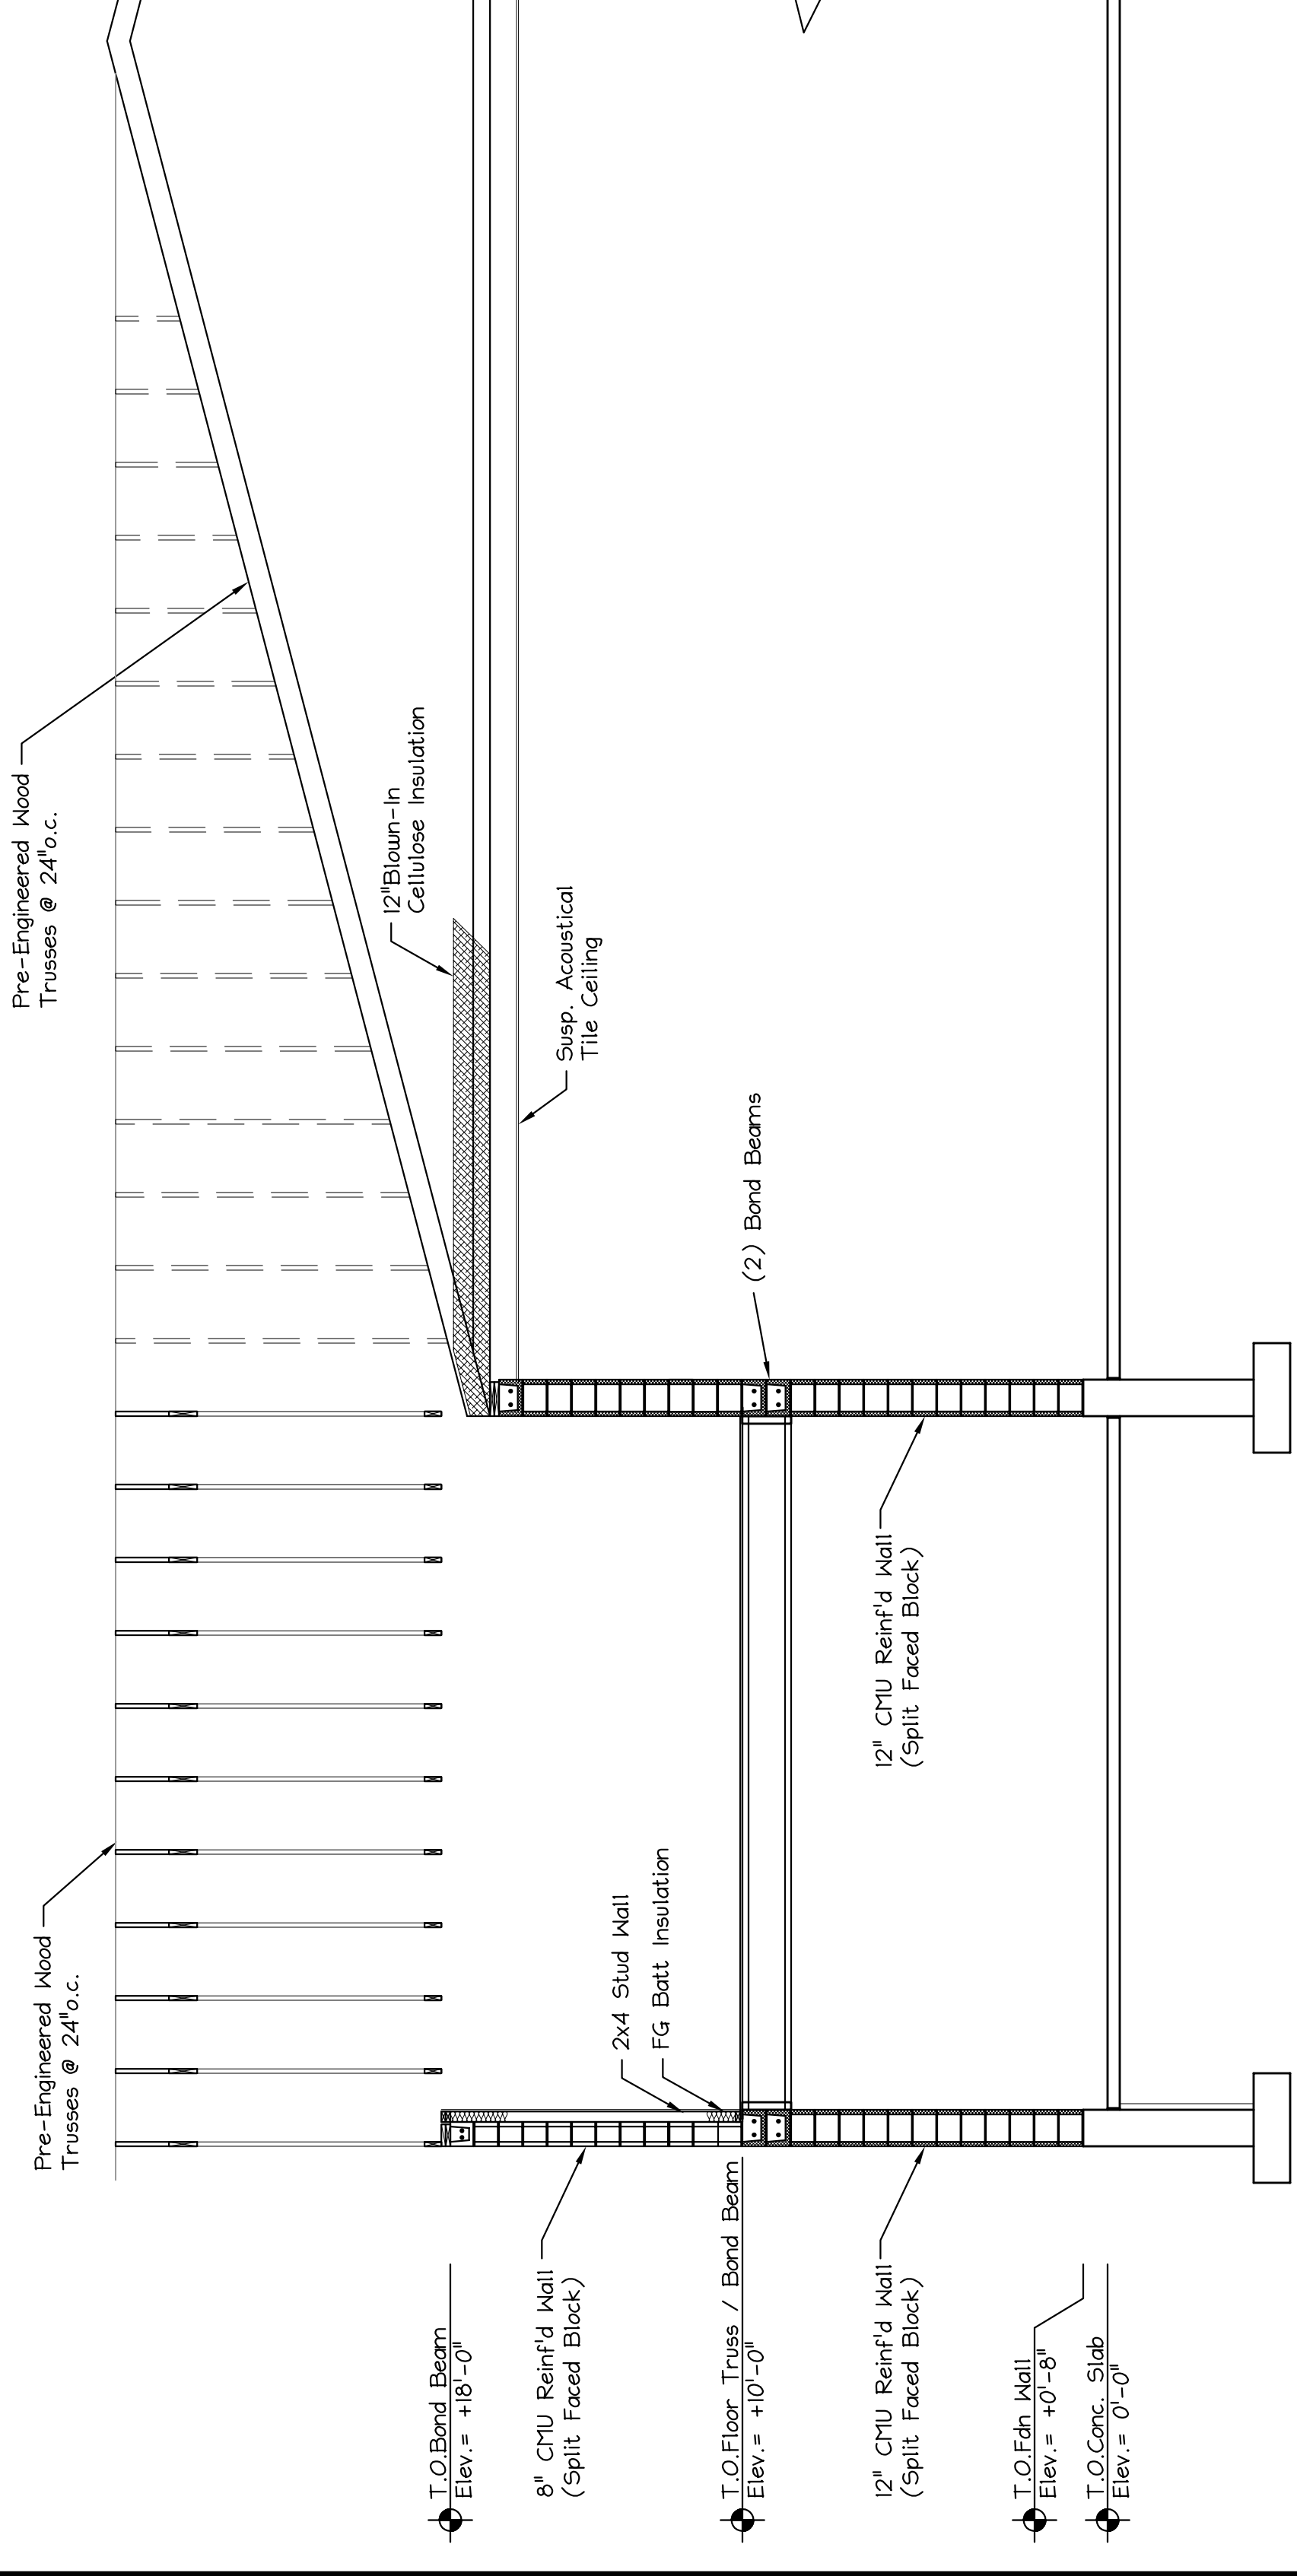 Pre-Engineered Wood
Trusses @ 24"o.c.
Pre-Engineered Wood
Trusses @ 24"o.c.
12"Blown-In
Cellulose Insulation
Susp. Acoustical
Tile Ceiling
T.O.Bond Beam
Elev.= +18'-0"
8" CMU Reinf'd Wall
(Split Faced Block)
2x4 Stud Wall
FG Batt Insulation
(2) Bond Beams
T.O.Floor Truss / Bond Beam
Elev.= +10'-0"
12" CMU Reinf'd Wall
(Split Faced Block)
12" CMU Reinf'd Wall
(Split Faced Block)
T.O.Fdn Wall
Elev.= +0'-8"
T.O.Conc. Slab
Elev.= 0'-0"